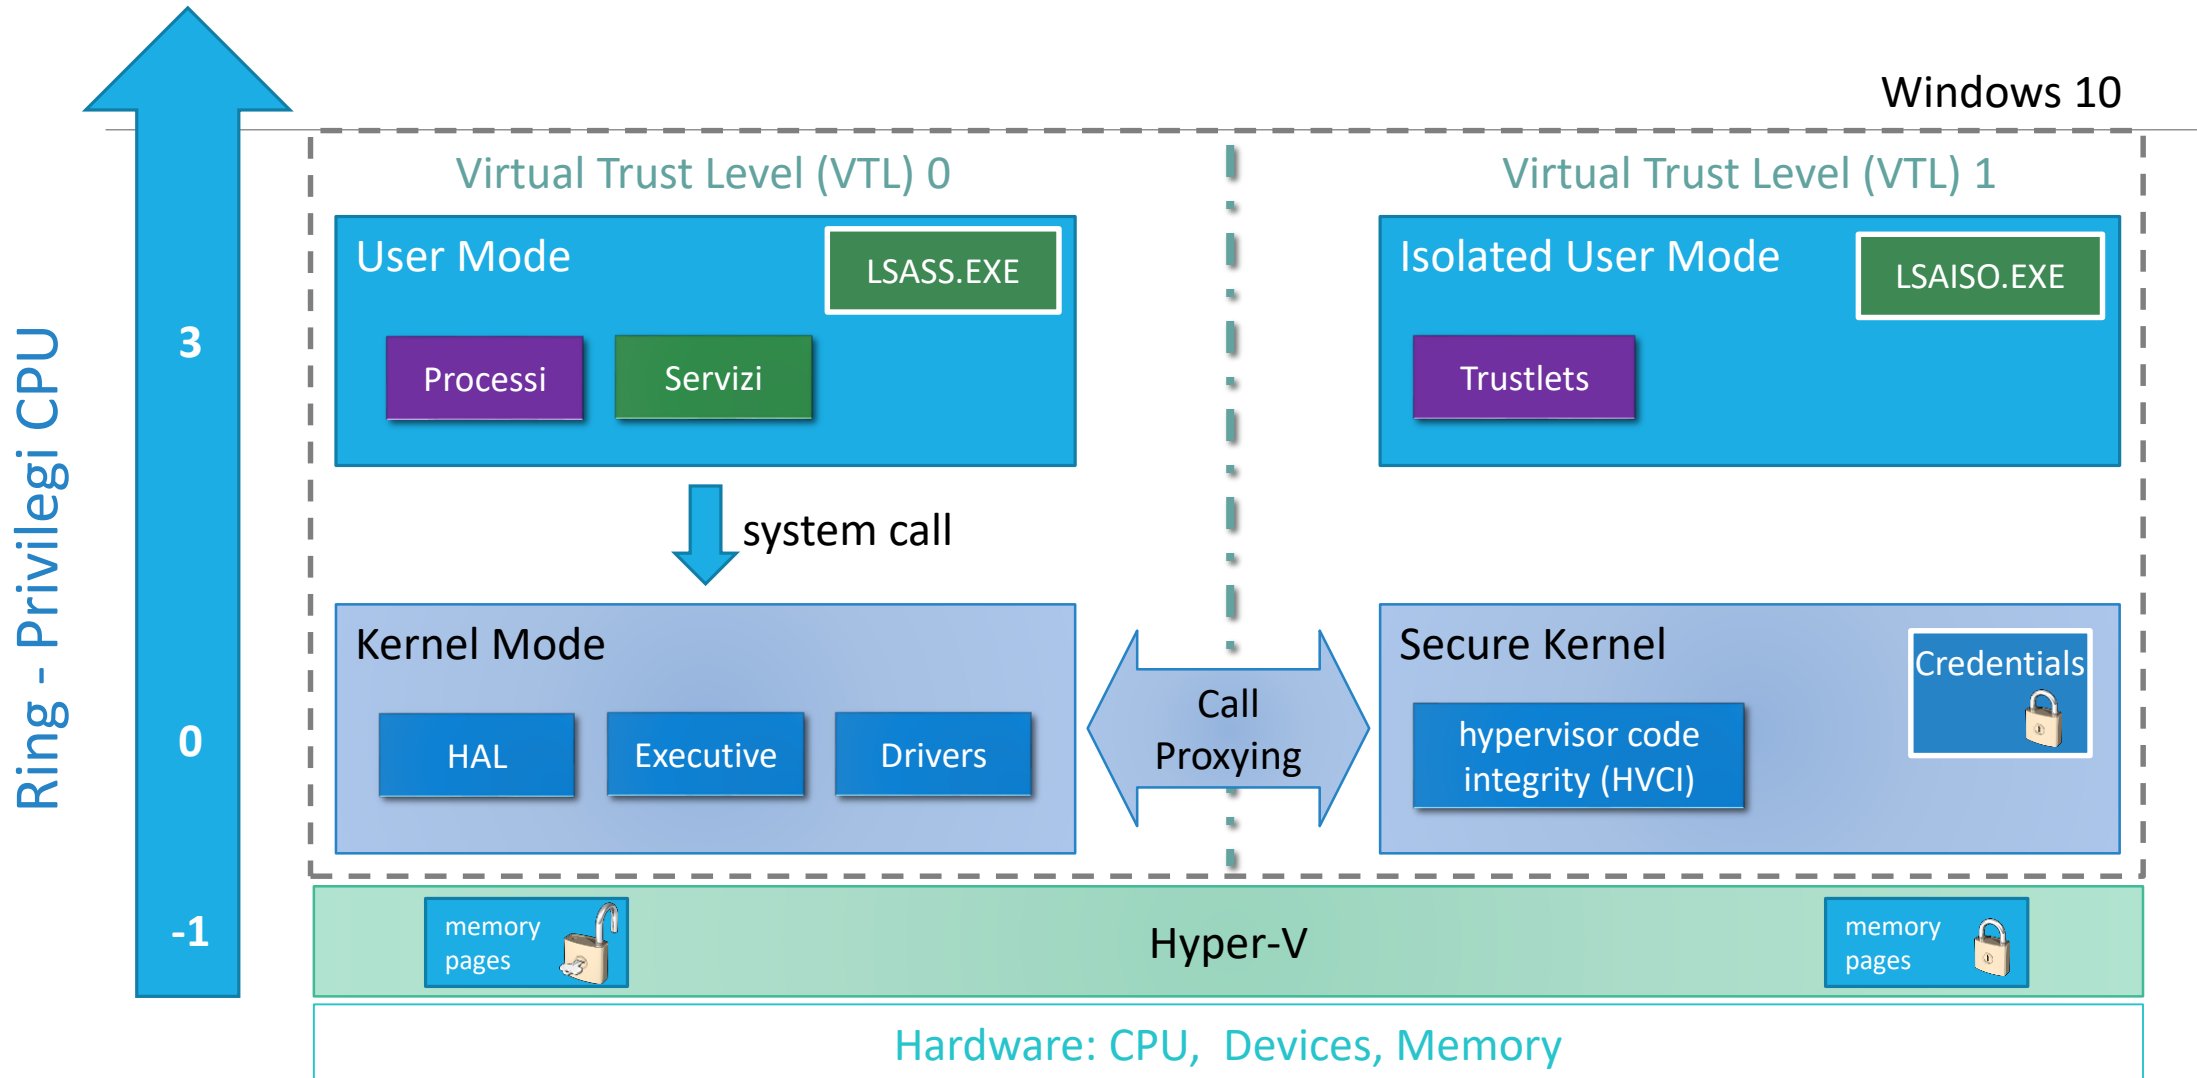 Windows 10
Virtual Trust Level (VTL) 0
Virtual Trust Level (VTL) 1
Ring - Privilegi CPU
3
0
-1
User Mode
LSASS.EXE
Processi
Servizi
Isolated User Mode
LSAISO.EXE
Trustlets
system call
Kernel Mode
HAL
Executive
Drivers
Call
Proxying
Secure Kernel
Credentials
hypervisor code
integrity (HVCI)
memory
pages
Hyper-V
memory
pages
Hardware: CPU, Devices, Memory